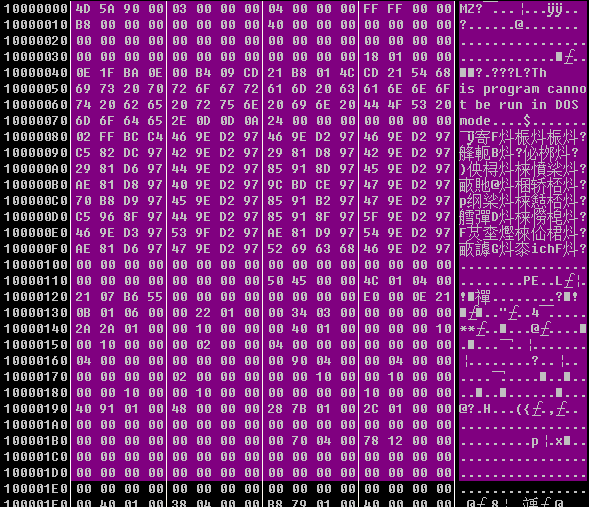 10000000 4D 5A 90 00 03 00 00 00 04 00 00 00 FF FF 00 00 MZ?
10000010 B8 00 00 00 00 00 00 00 40 00 00 00 00 00 00 00 .?.......@.......
10000020 00 00 00 00 00 00 00 00 00 00 00 00 00 00 00 00 ................
10000030 00 00 00 00 00 00 00 00 00 00 00 00 18 01 00 00
10000040 0E 1F BA 0E 00 B4 09 CD 21 B8 01 4C CD 21 54 68 ?.???L?Th
10000050 69 73 20 70 72 6F 67 72 61 6D 20 63 61 6E 6E 6F is program canno
10000060 74 20 62 65 20 72 75 6E 20 69 6E 20 44 4F 53 20 t be run in DOS
10000070 6D 6F 64 65 2E 0D 0D 0A 24 00 00 00 00 00 00 00 mode....$.......
10000080 02 FF BC C4 46 9E D2 97 46 9E D2 97 46 9E D2 97
10000090 C5 82 DC 97 42 9E D2 97 29 81 D8 97 42 9E D2 97
100000A0 29 81 D6 97 44 9E D2 97 85 91 8D 97 45 9E D2 97
100000B0 AE 81 D8 97 40 9E D2 97 9C BD CE 97 47 9E D2 97
100000C0 70 B8 D9 97 45 9E D2 97 85 91 B2 97 47 9E D2 97
100000D0 C5 96 8F 97 44 9E D2 97 85 91 8F 97 5F 9E D2 97
100000E0 46 9E D3 97 53 9F D2 97 AE 81 D9 97 54 9E D2 97
100000F0 AE 81 D6 97 47 9E D2 97 52 69 63 68 46 9E D2 97
10000100 00 00 00 00 00 00 00 00 00 00 00 00 00 00 00 00 ................
10000110 00 00 00 00 00 00 00 00 50 45 00 00 4C 01 04 00 ........PE..L
10000120 21 07 B6 55 00 00 00 00 00 00 00 00 E0 00 0E 21
10000130 0B 01 06 00 00 22 01 00 00 34 03 00 00 00 00 00
10000140 2A 2A 01 00 00 10 00 00 00 40 01 00 00 00 00 10
10000150 00 10 00 00 00 02 00 00 04 00 00 00 00 00 00 00
10000160 04 00 00 00 00 00 00 00 00 90 04 00 00 04 00 00
10000170 00 00 00 00 02 00 00 00 00 00 10 00 00 10 00 00
10000180 00 00 10 00 00 10 00 00 00 00 00 00 10 00 00 00
10000190 40 91 01 00 48 00 00 00 28 7B 01 00 2C 01 00 00
100001A0 00 00 00 00 00 00 00 00 00 00 00 00 00 00 00 00 ................
100001B0 00 00 00 00 00 00 00 00 00 70 04 00 78 12 00 00
100001C0 00 00 00 00 00 00 00 00 00 00 00 00 00 00 00 00 ................
100001D0 00 00 00 00 00 00 00 00 00 00 00 00 00 00 00 00 ................
100001E0 00 00 00 00 00 00 00 00 00 00 00 00 00 00 00 00 ................
100001F0 00 40 01 00 38 04 00 00 B8 79 01 00 40 00 00 00